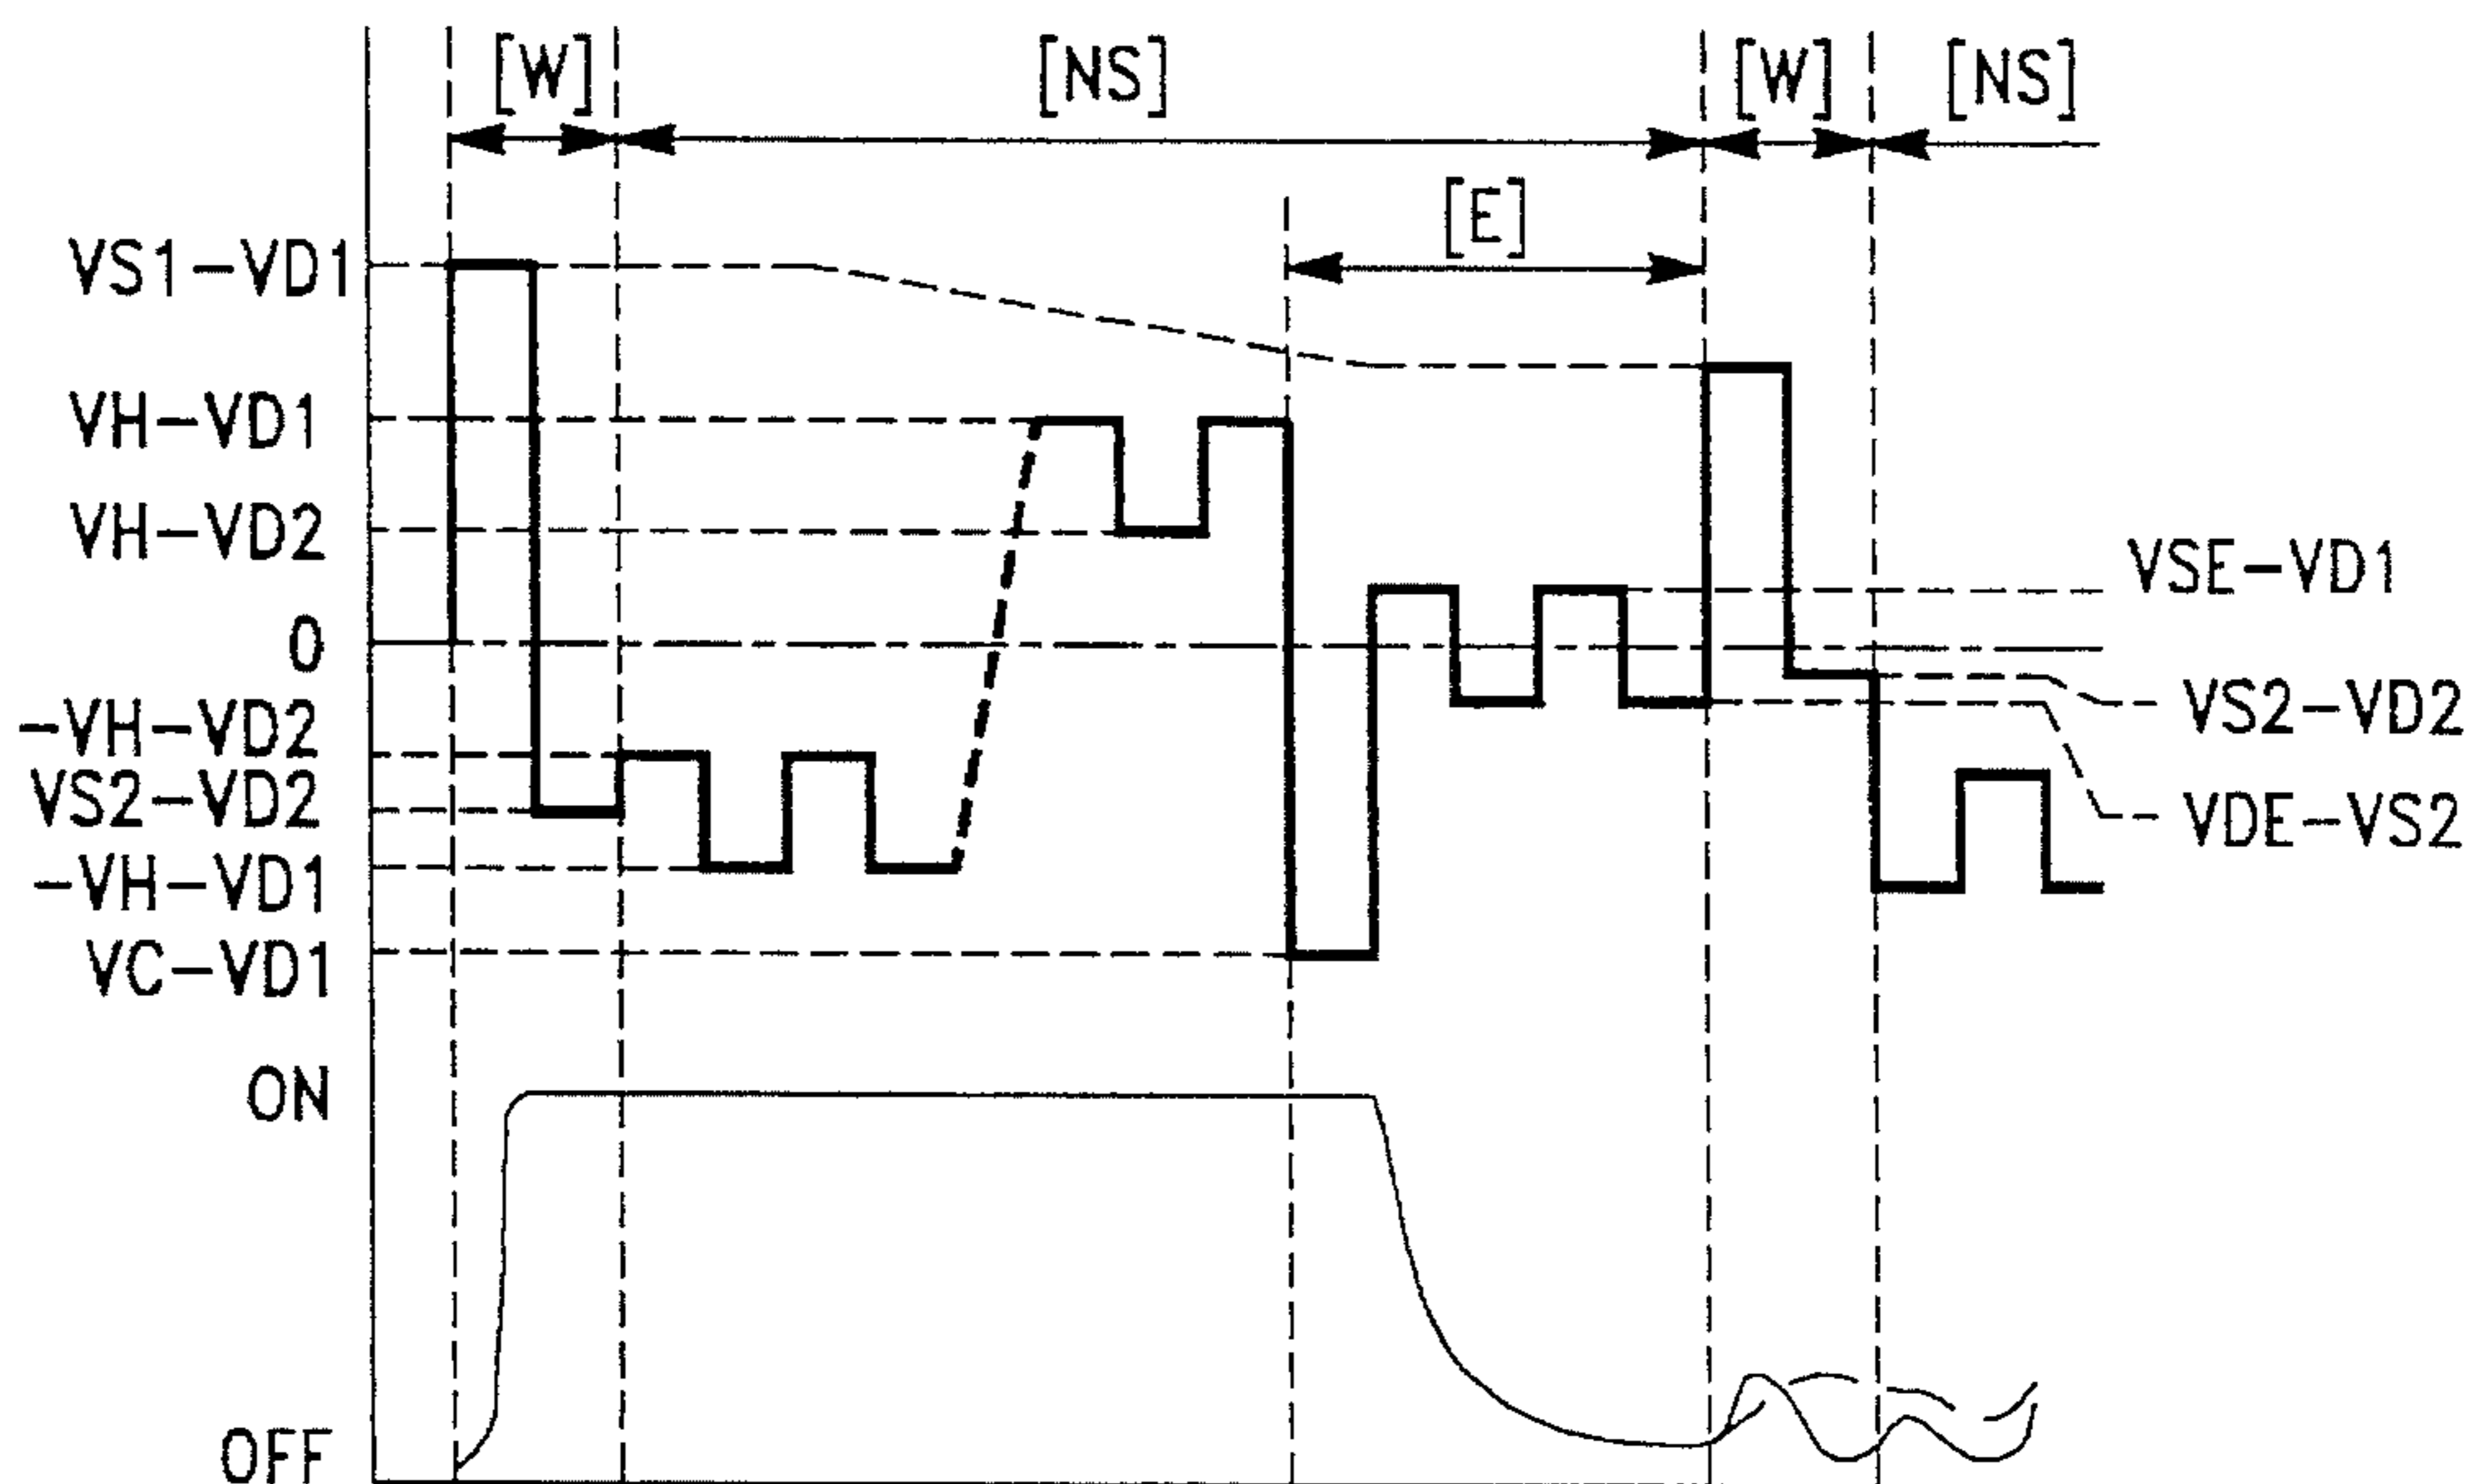 [W]
[NS]
[W]
[NS]
[E]
VS1-VD1
VH-VD1
VH-VD2
0
-VH-VD2
VS2-VD2
-VH-VD1
VC-VD1
VSE-VD1
VS2-VD2
VDE-VS2
ON
OFF